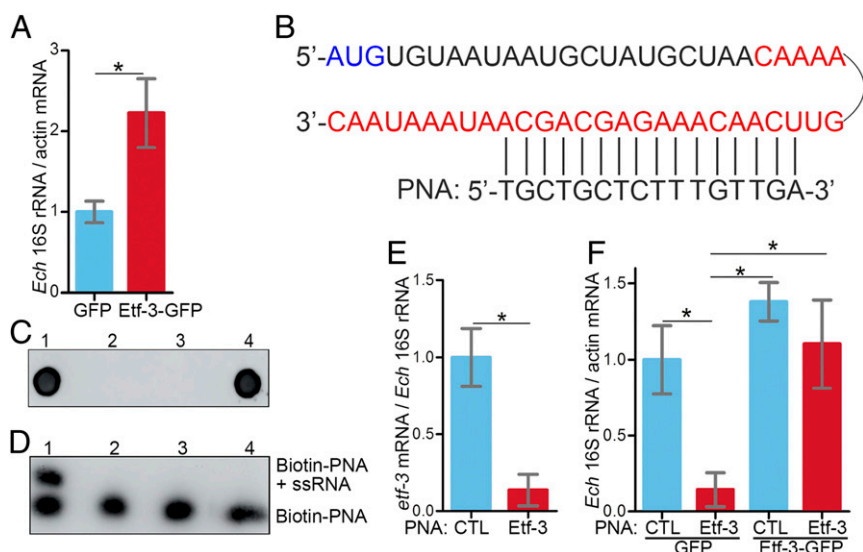 A
Ech 16S rRNA / actin mRNA
3
2
1
0
*
GFP Etf-3-GFP
B
5’-AUGUGUAAUAAUGCUAUGCUAACAAAA
3’-CAAUAAAUAACGACGAGAAACAACUUG
PNA: 5’-TGCTGCTCTTTGTTGA-3’
C
1 2 3 4
D
1 2 3 4
Biotin-PNA
+ ssRNA
Biotin-PNA
E
etf-3 mRNA / Ech 16S rRNA
1.5
1.0
0.5
0.0
*
PNA: CTL Etf-3
F
Ech 16S rRNA / actin mRNA
1.5
1.0
0.5
0.0
*
*
*
PNA: CTL Etf-3 CTL Etf-3
GFP Etf-3-GFP